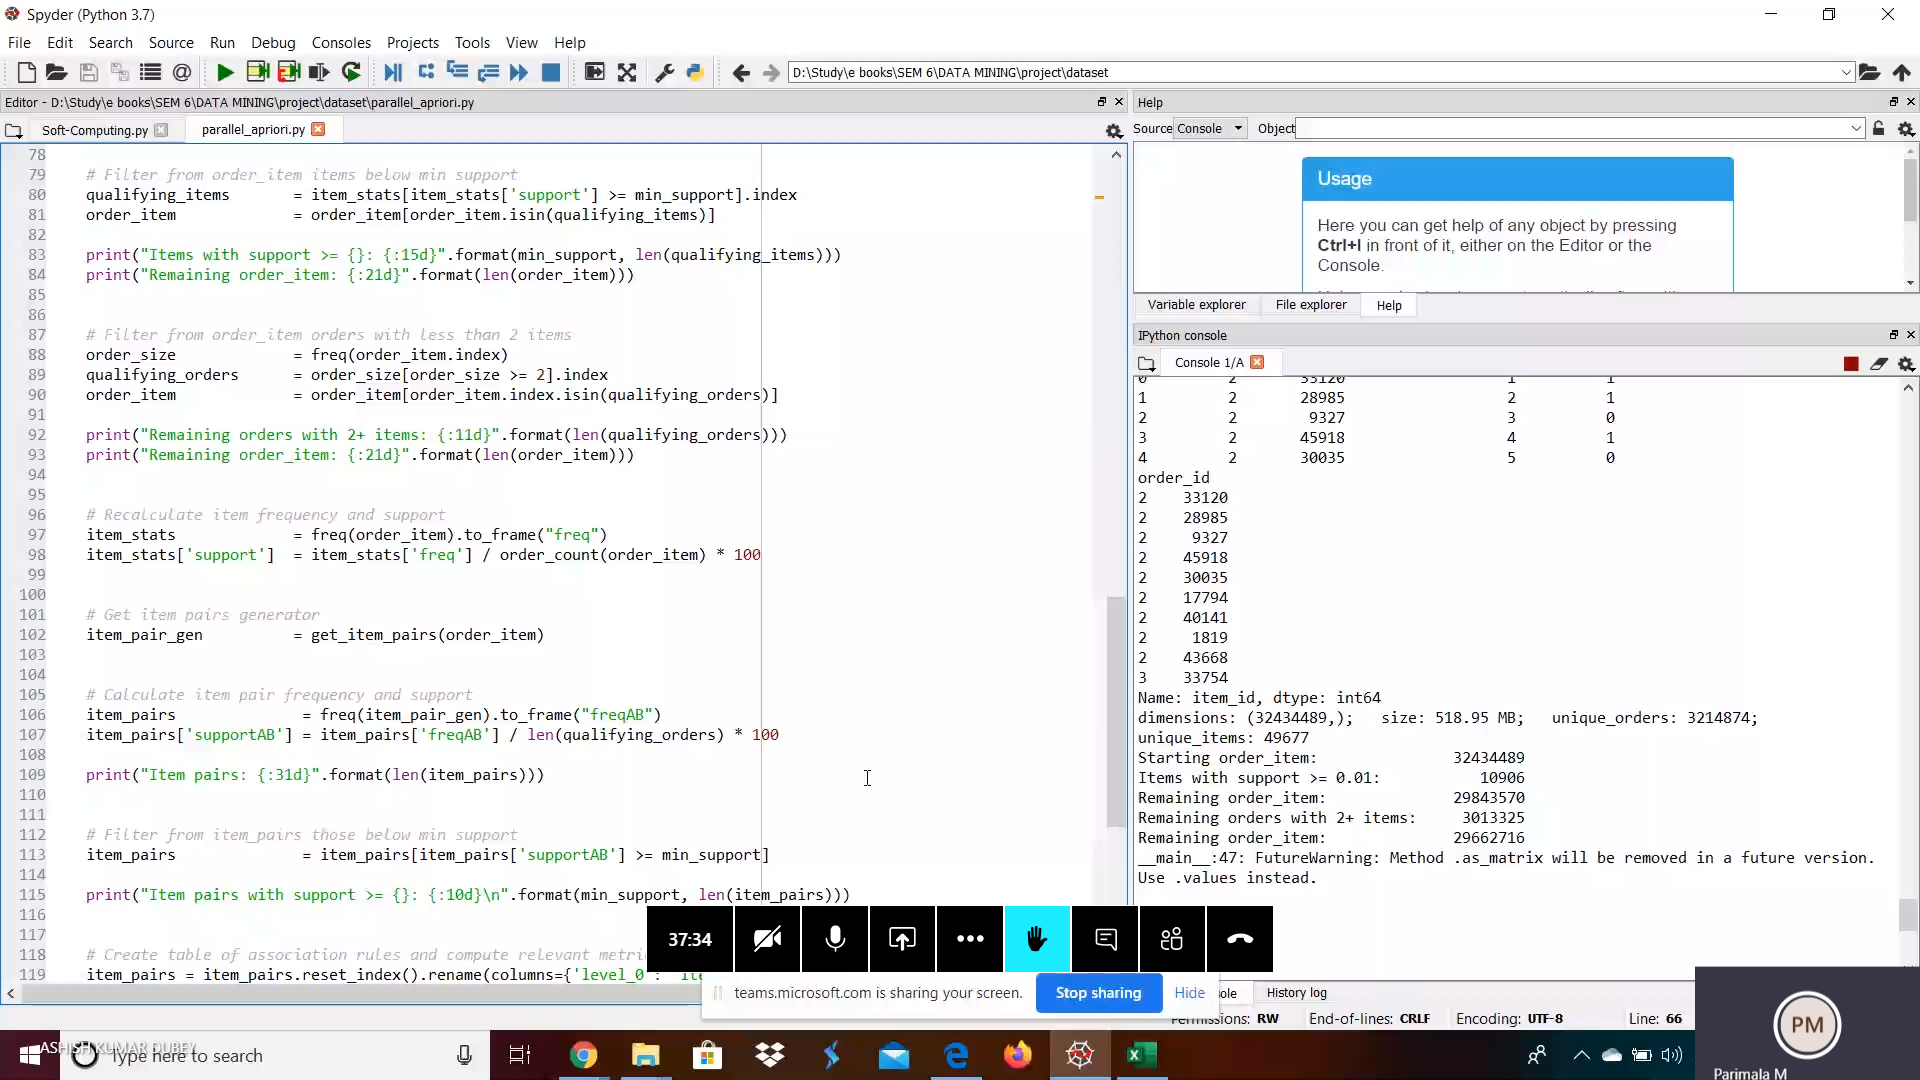 Spyder (Python 3.7)
File Edit Search Source Run Debug Consoles Projects Tools View Help
D:\Study\e books\SEM 6\DATA MINING\project\dataset
Editor - D:\Study\e books\SEM 6\DATA MINING\project\dataset\parallel_apriori.py
Soft-Computing.py parallel_apriori.py
78
79 # Filter from order_item items below min support
80 qualifying_items = item_stats[item_stats['support'] >= min_support].index
81 order_item = order_item[order_item.isin(qualifying_items)]
82
83 print("Items with support >= {}: {:15d}".format(min_support, len(qualifying_items)))
84 print("Remaining order_item: {:21d}".format(len(order_item)))
85
86
87 # Filter from order_item orders with less than 2 items
88 order_size = freq(order_item.index)
89 qualifying_orders = order_size[order_size >= 2].index
90 order_item = order_item[order_item.index.isin(qualifying_orders)]
91
92 print("Remaining orders with 2+ items: {:11d}".format(len(qualifying_orders)))
93 print("Remaining order_item: {:21d}".format(len(order_item)))
94
95
96 # Recalculate item frequency and support
97 item_stats = freq(order_item).to_frame("freq")
98 item_stats['support'] = item_stats['freq'] / order_count(order_item) * 100
99
100
101 # Get item pairs generator
102 item_pair_gen = get_item_pairs(order_item)
103
104
105 # Calculate item pair frequency and support
106 item_pairs = freq(item_pair_gen).to_frame("freqAB")
107 item_pairs['supportAB'] = item_pairs['freqAB'] / len(qualifying_orders) * 100
108
109 print("Item pairs: {:31d}".format(len(item_pairs)))
110
111
112 # Filter from item_pairs those below min support
113 item_pairs = item_pairs[item_pairs['supportAB'] >= min_support]
114
115 print("Item pairs with support >= {}: {:10d}\n".format(min_support, len(item_pairs)))
116
117
118 # Create table of association rules and compute relevant metri
119 item_pairs = item_pairs.reset_index().rename(columns={'level_0'
Help
Source Console Object
Usage
Here you can get help of any object by pressing
Ctrl+I in front of it, either on the Editor or the
Console.
Variable explorer File explorer Help
IPython console
Console 1/A
0 2 33120 1 1
1 2 28985 2 1
2 2 9327 3 0
3 2 45918 4 1
4 2 30035 5 0
order_id
2 33120
2 28985
2 9327
2 45918
2 30035
2 17794
2 40141
2 1819
2 43668
3 33754
Name: item_id, dtype: int64
dimensions: (32434489,); size: 518.95 MB; unique_orders: 3214874;
unique_items: 49677
Starting order_item: 32434489
Items with support >= 0.01: 10906
Remaining order_item: 29843570
Remaining orders with 2+ items: 3013325
Remaining order_item: 29662716
__main__:47: FutureWarning: Method .as_matrix will be removed in a future version.
Use .values instead.
37:34
teams.microsoft.com is sharing your screen. Stop sharing Hide
History log
Permissions: RW End-of-lines: CRLF Encoding: UTF-8 Line: 66
PM
Parimala M
ASHISH KUMAR DUBEY
Type here to search